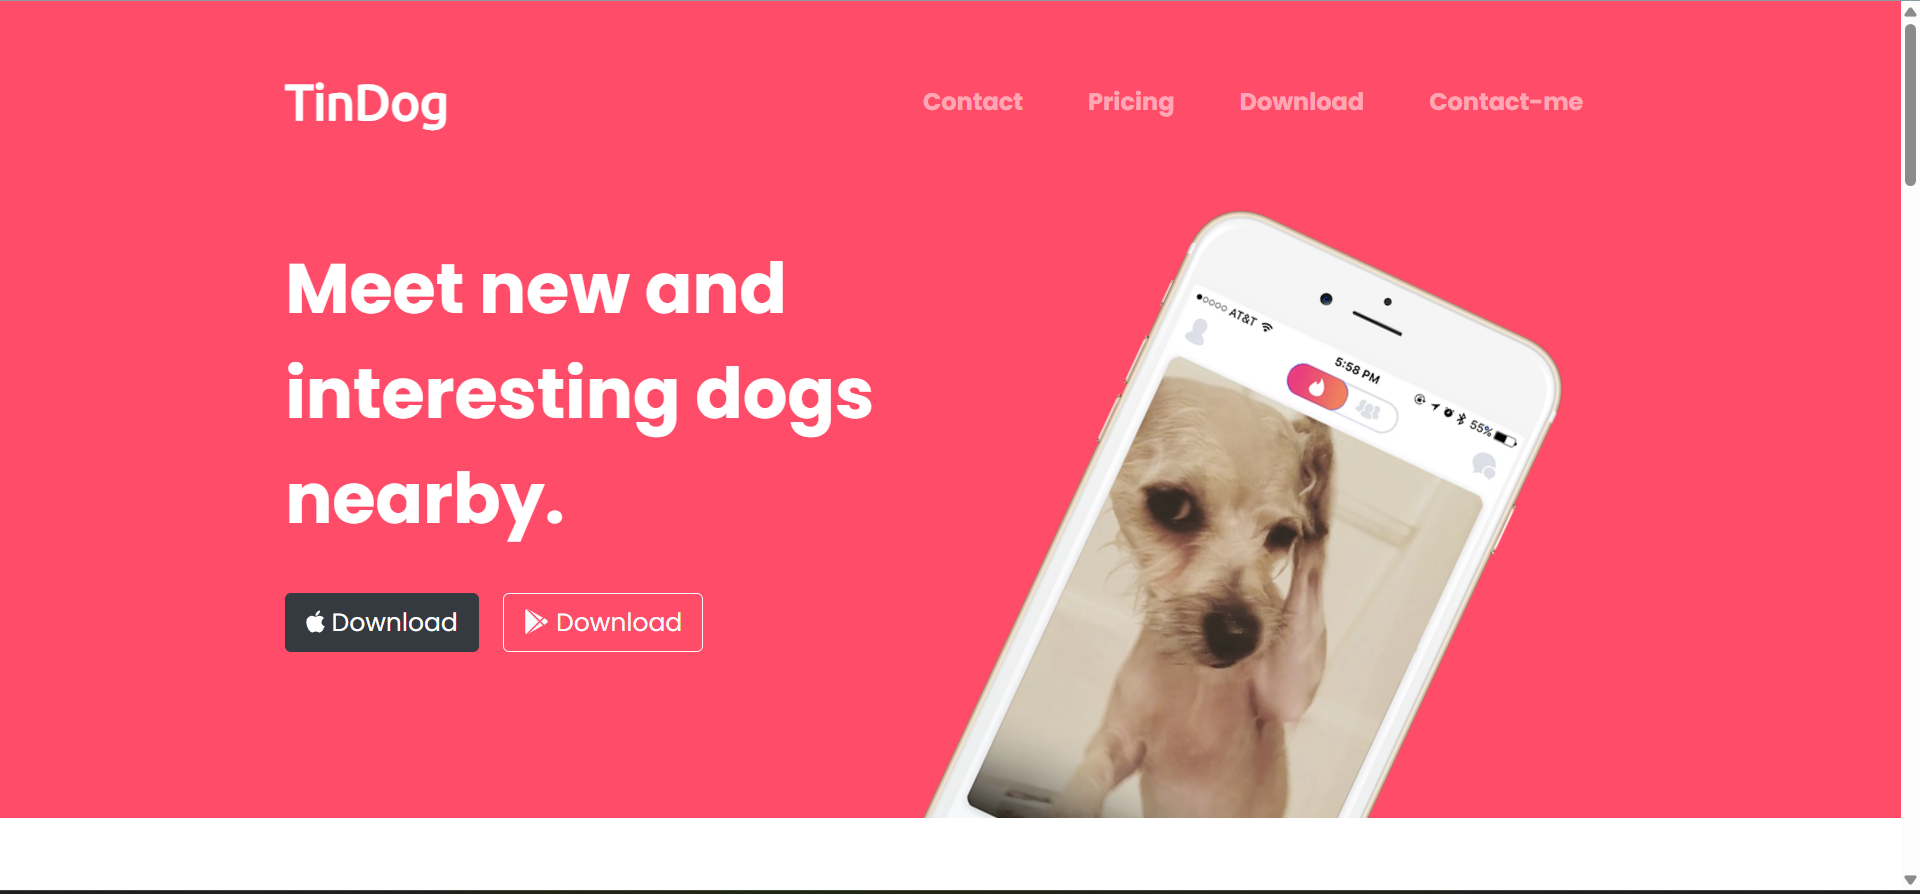 TinDog
Contact Pricing Download Contact-me
Meet new and
interesting dogs
nearby.
Download Download
AT&T
5:58 PM
55%